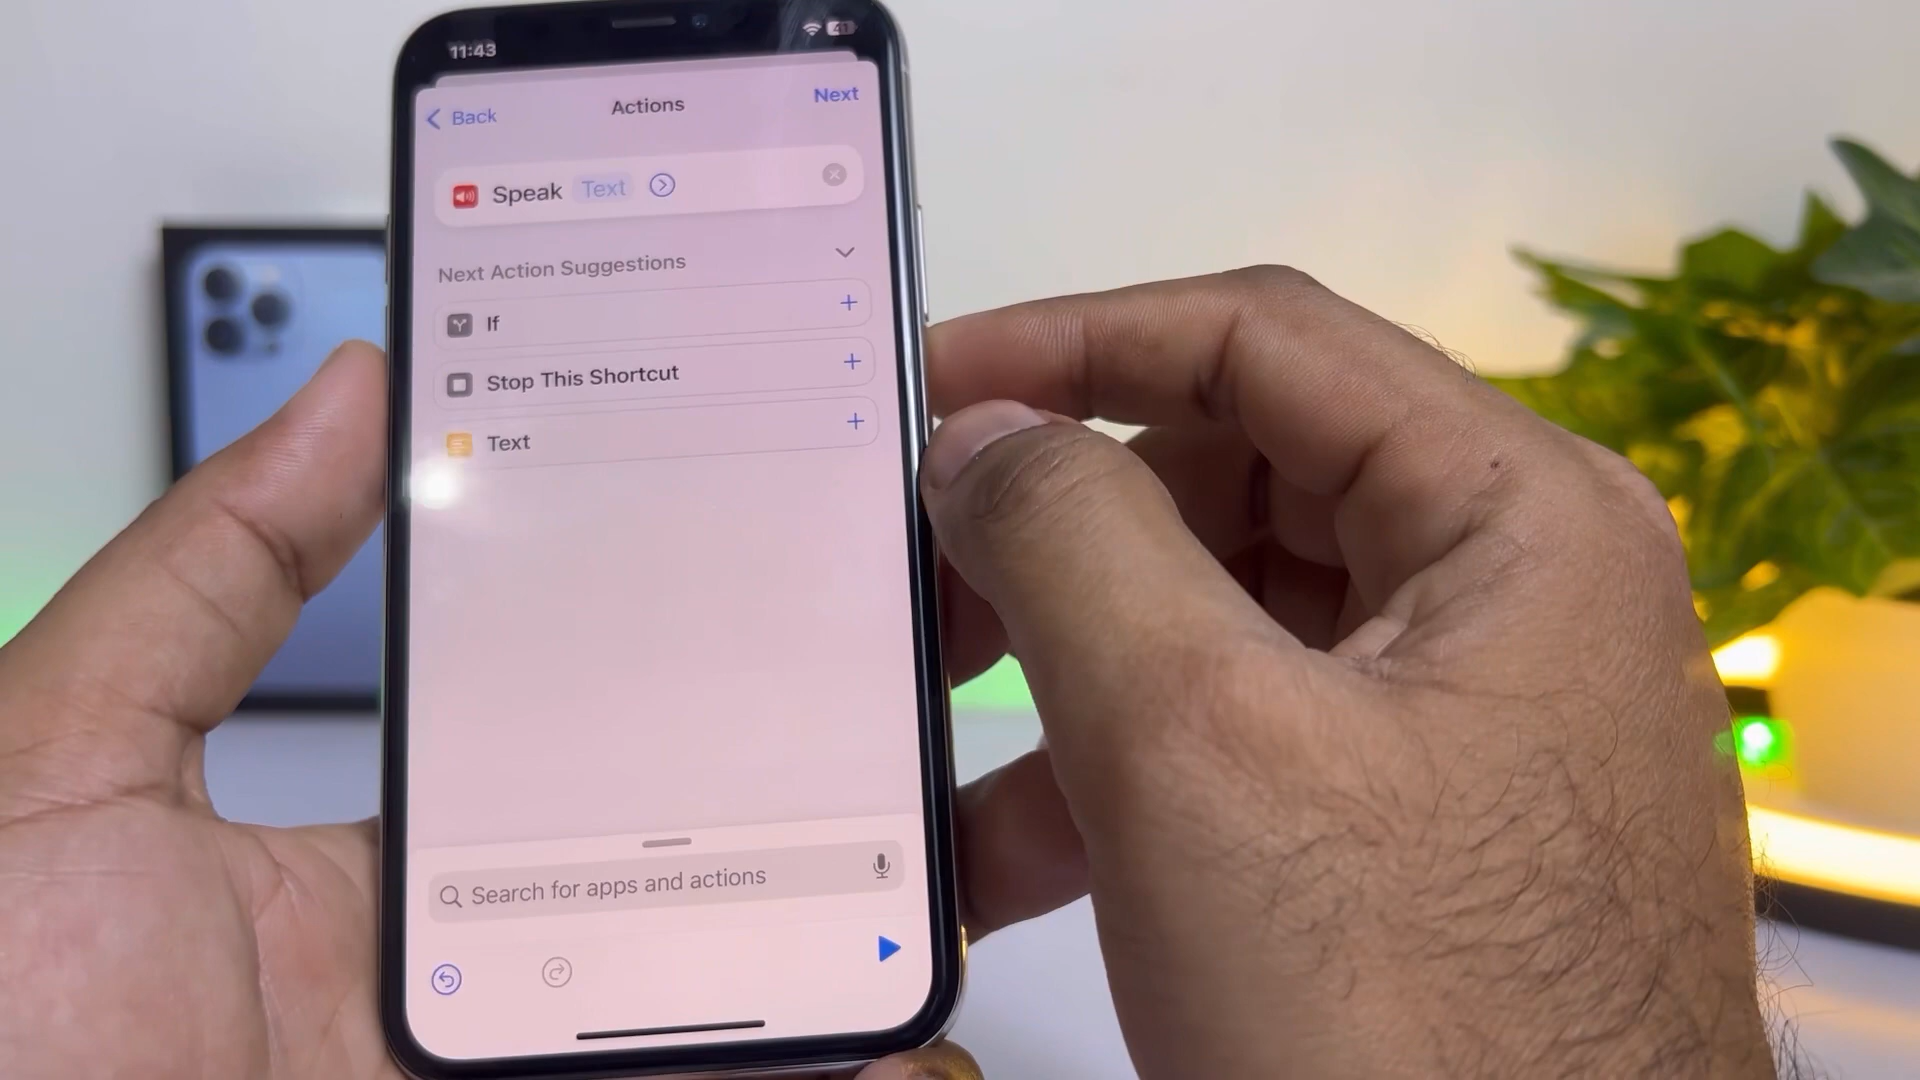 11:43
41
Back
Actions
Next
Speak Text
Next Action Suggestions
If
Stop This Shortcut
Text
Search for apps and actions